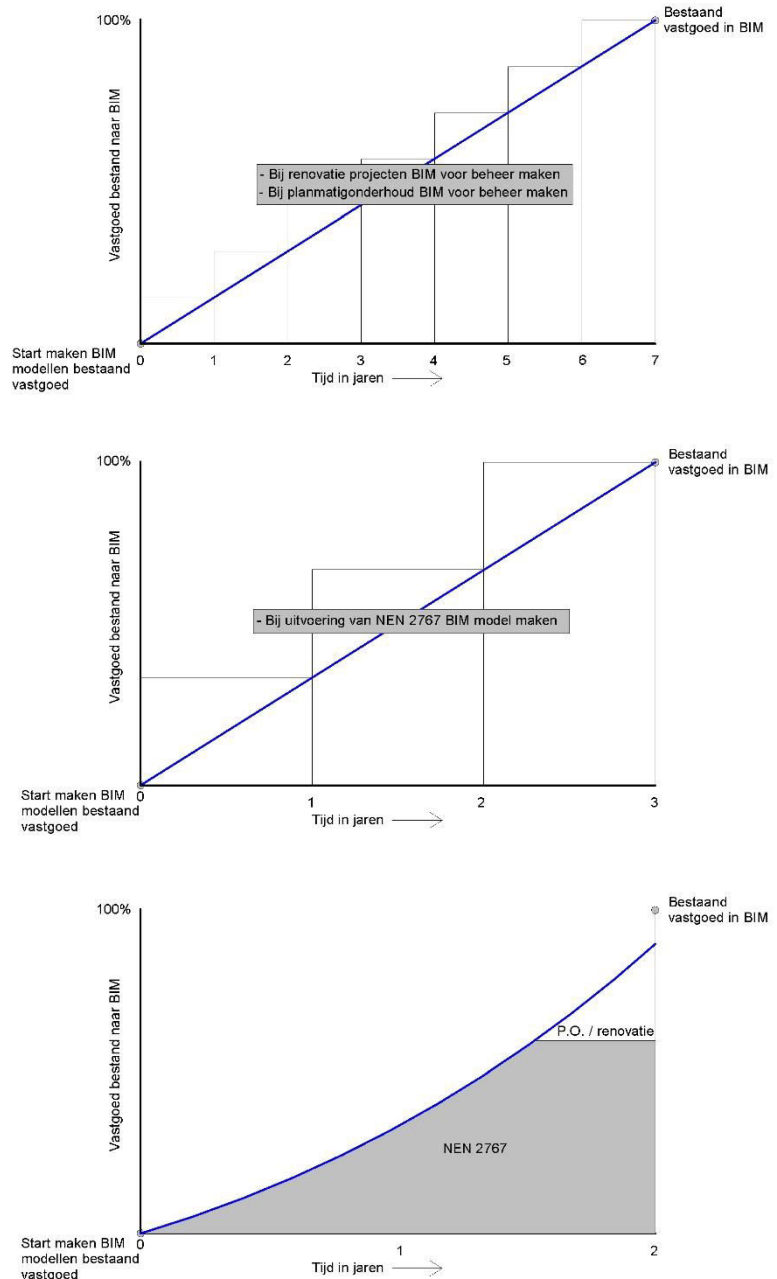 100%
Bestaand
vastgoed in BIM
Vastgoed bestand naar BIM
- Bij renovatie projecten BIM voor beheer maken
- Bij planmatigonderhoud BIM voor beheer maken
Start maken BIM
modellen bestaand
vastgoed
0 1 2 3 4 5 6 7
Tijd in jaren
100%
Bestaand
vastgoed in BIM
Vastgoed bestand naar BIM
- Bij uitvoering van NEN 2767 BIM model maken
Start maken BIM
modellen bestaand
vastgoed
0 1 2 3
Tijd in jaren
100%
Bestaand
vastgoed in BIM
Vastgoed bestand naar BIM
P.O. / renovatie
NEN 2767
Start maken BIM
modellen bestaand
vastgoed
0 1 2
Tijd in jaren